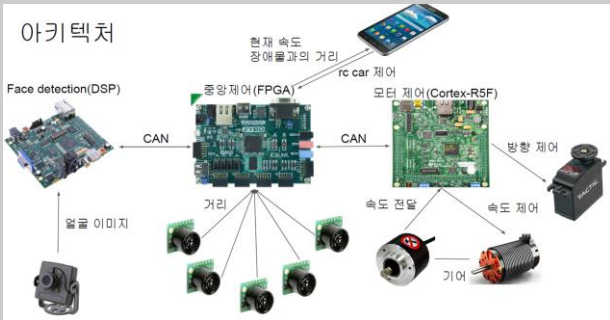 아키텍처
현재 속도
장애물과의 거리
rc car 제어
Face detection(DSP)
중앙제어(FPGA)
모터 제어(Cortex-R5F)
CAN
CAN
방향 제어
얼굴 이미지
거리
속도 전달
속도 제어
기어
TACTIC